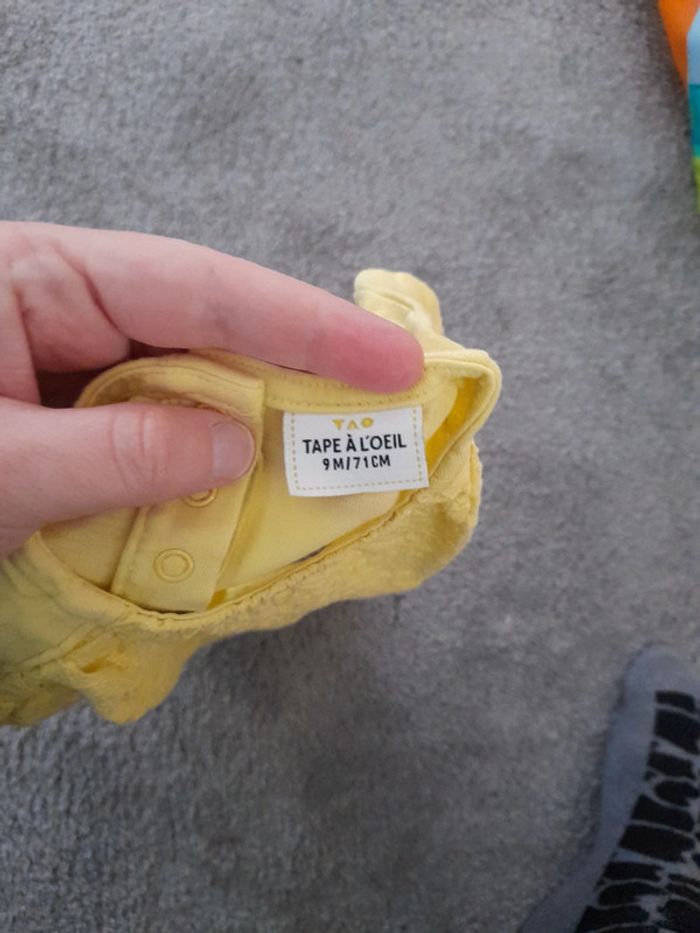 TAO
TAPE À L'OEIL
9M/71CM